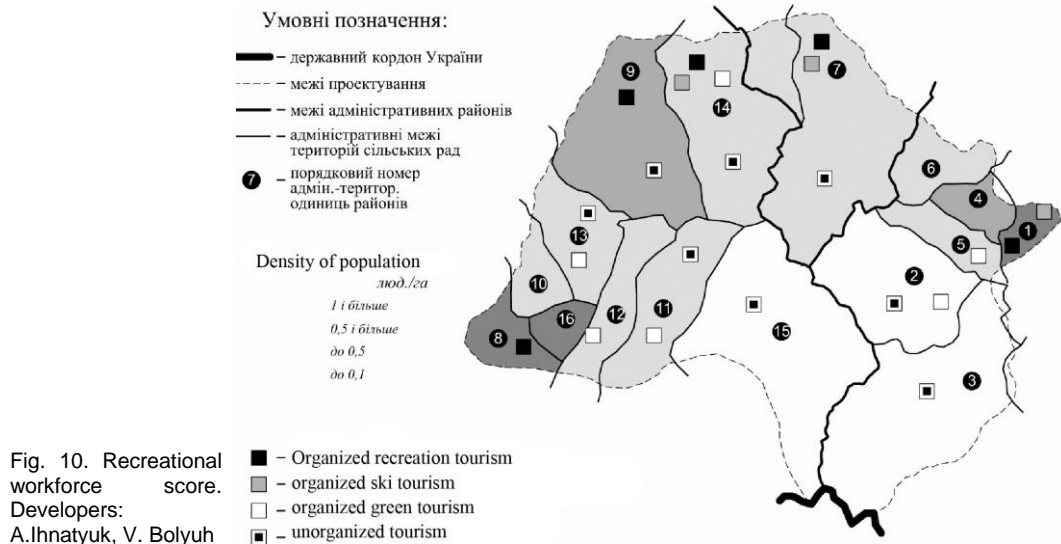 Умовні позначення:
– державний кордон України
– межі проектування
– межі адміністративних районів
– адміністративні межі
територій сільських рад
7 – порядковий номер
адмін.-територ.
одиниць районів
Density of population
люд./га
1 і більше
0,5 і більше
до 0,5
до 0,1
– Organized recreation tourism
– organized ski tourism
– organized green tourism
– unorganized tourism
Fig. 10. Recreational
workforce score.
Developers:
A.Ihnatyuk, V. Bolyuh
9
14
7
6
4
1
5
13
2
10
12
11
16
8
15
3